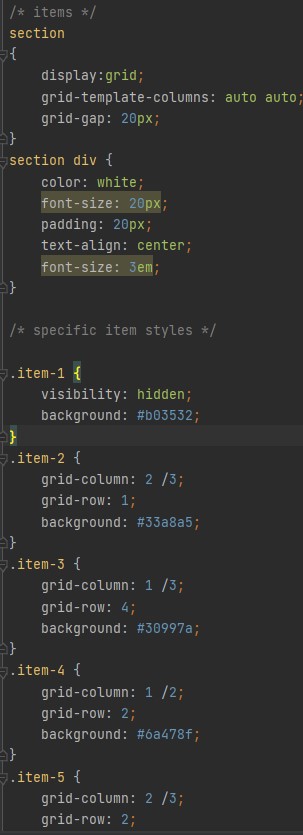 /* items */
section
{
display:grid;
grid-template-columns: auto auto;
grid-gap: 20px;
}
section div {
color: white;
font-size: 20px;
padding: 20px;
text-align: center;
font-size: 3em;
}
/* specific item styles */
.item-1 {
visibility: hidden;
background: #b03532;
}
.item-2 {
grid-column: 2 /3;
grid-row: 1;
background: #33a8a5;
}
.item-3 {
grid-column: 1 /3;
grid-row: 4;
background: #30997a;
}
.item-4 {
grid-column: 1 /2;
grid-row: 2;
background: #6a478f;
}
.item-5 {
grid-column: 2 /3;
grid-row: 2;